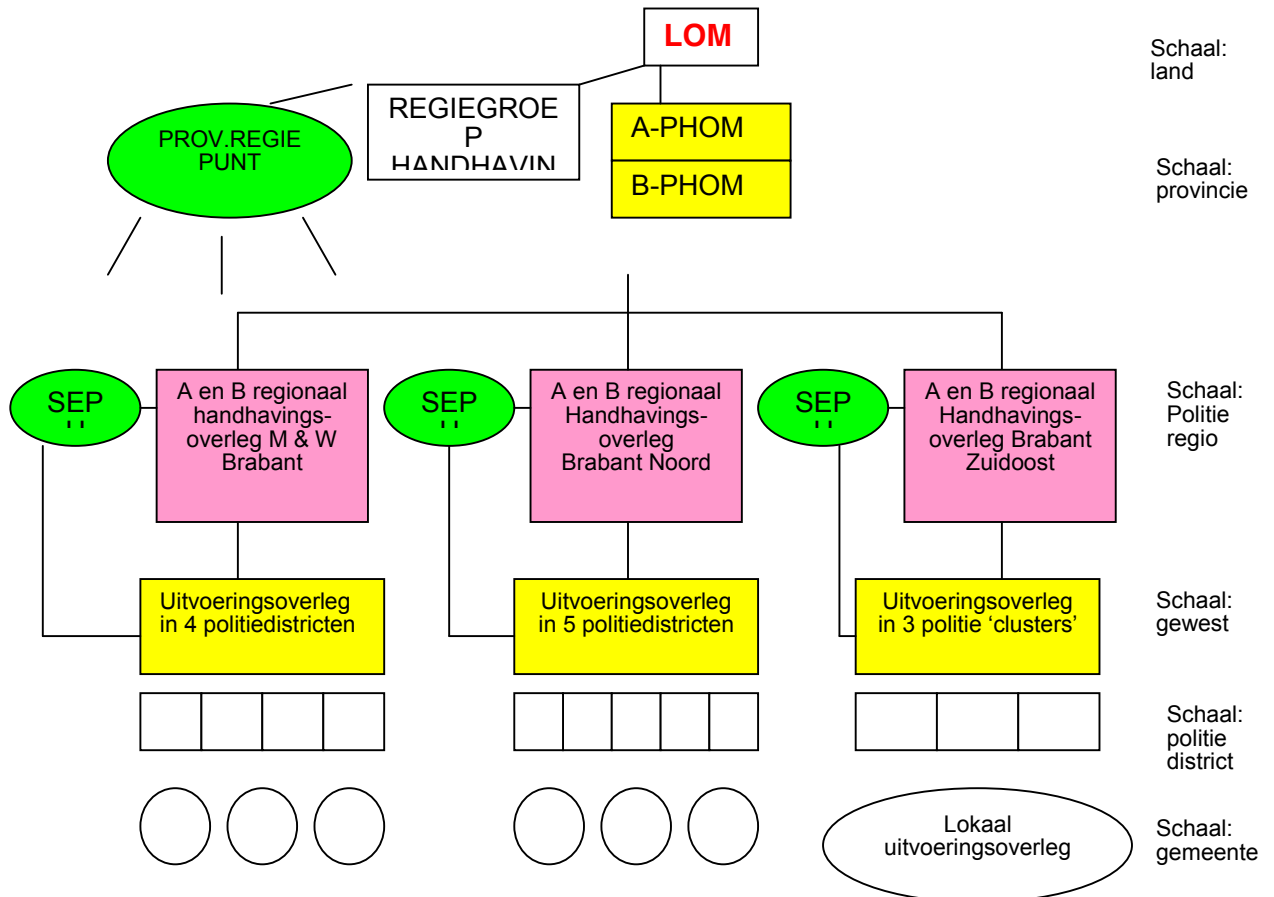 LOM
Schaal:
land
REGIEGROE
P
HANDHAVIN
PROV.REGIE
PUNT
A-PHOM
B-PHOM
Schaal:
provincie
SEP
A en B regionaal
handhavings-
overleg M & W
Brabant
SEP
A en B regionaal
Handhavings-
overleg
Brabant Noord
SEP
A en B regionaal
Handhavings-
overleg Brabant
Zuidoost
Schaal:
Politie
regio
Uitvoeringsoverleg
in 4 politiedistricten
Uitvoeringsoverleg
in 5 politiedistricten
Uitvoeringsoverleg
in 3 politie ‘clusters’
Schaal:
gewest
Schaal:
politie
district
Lokaal
uitvoeringsoverleg
Schaal:
gemeente